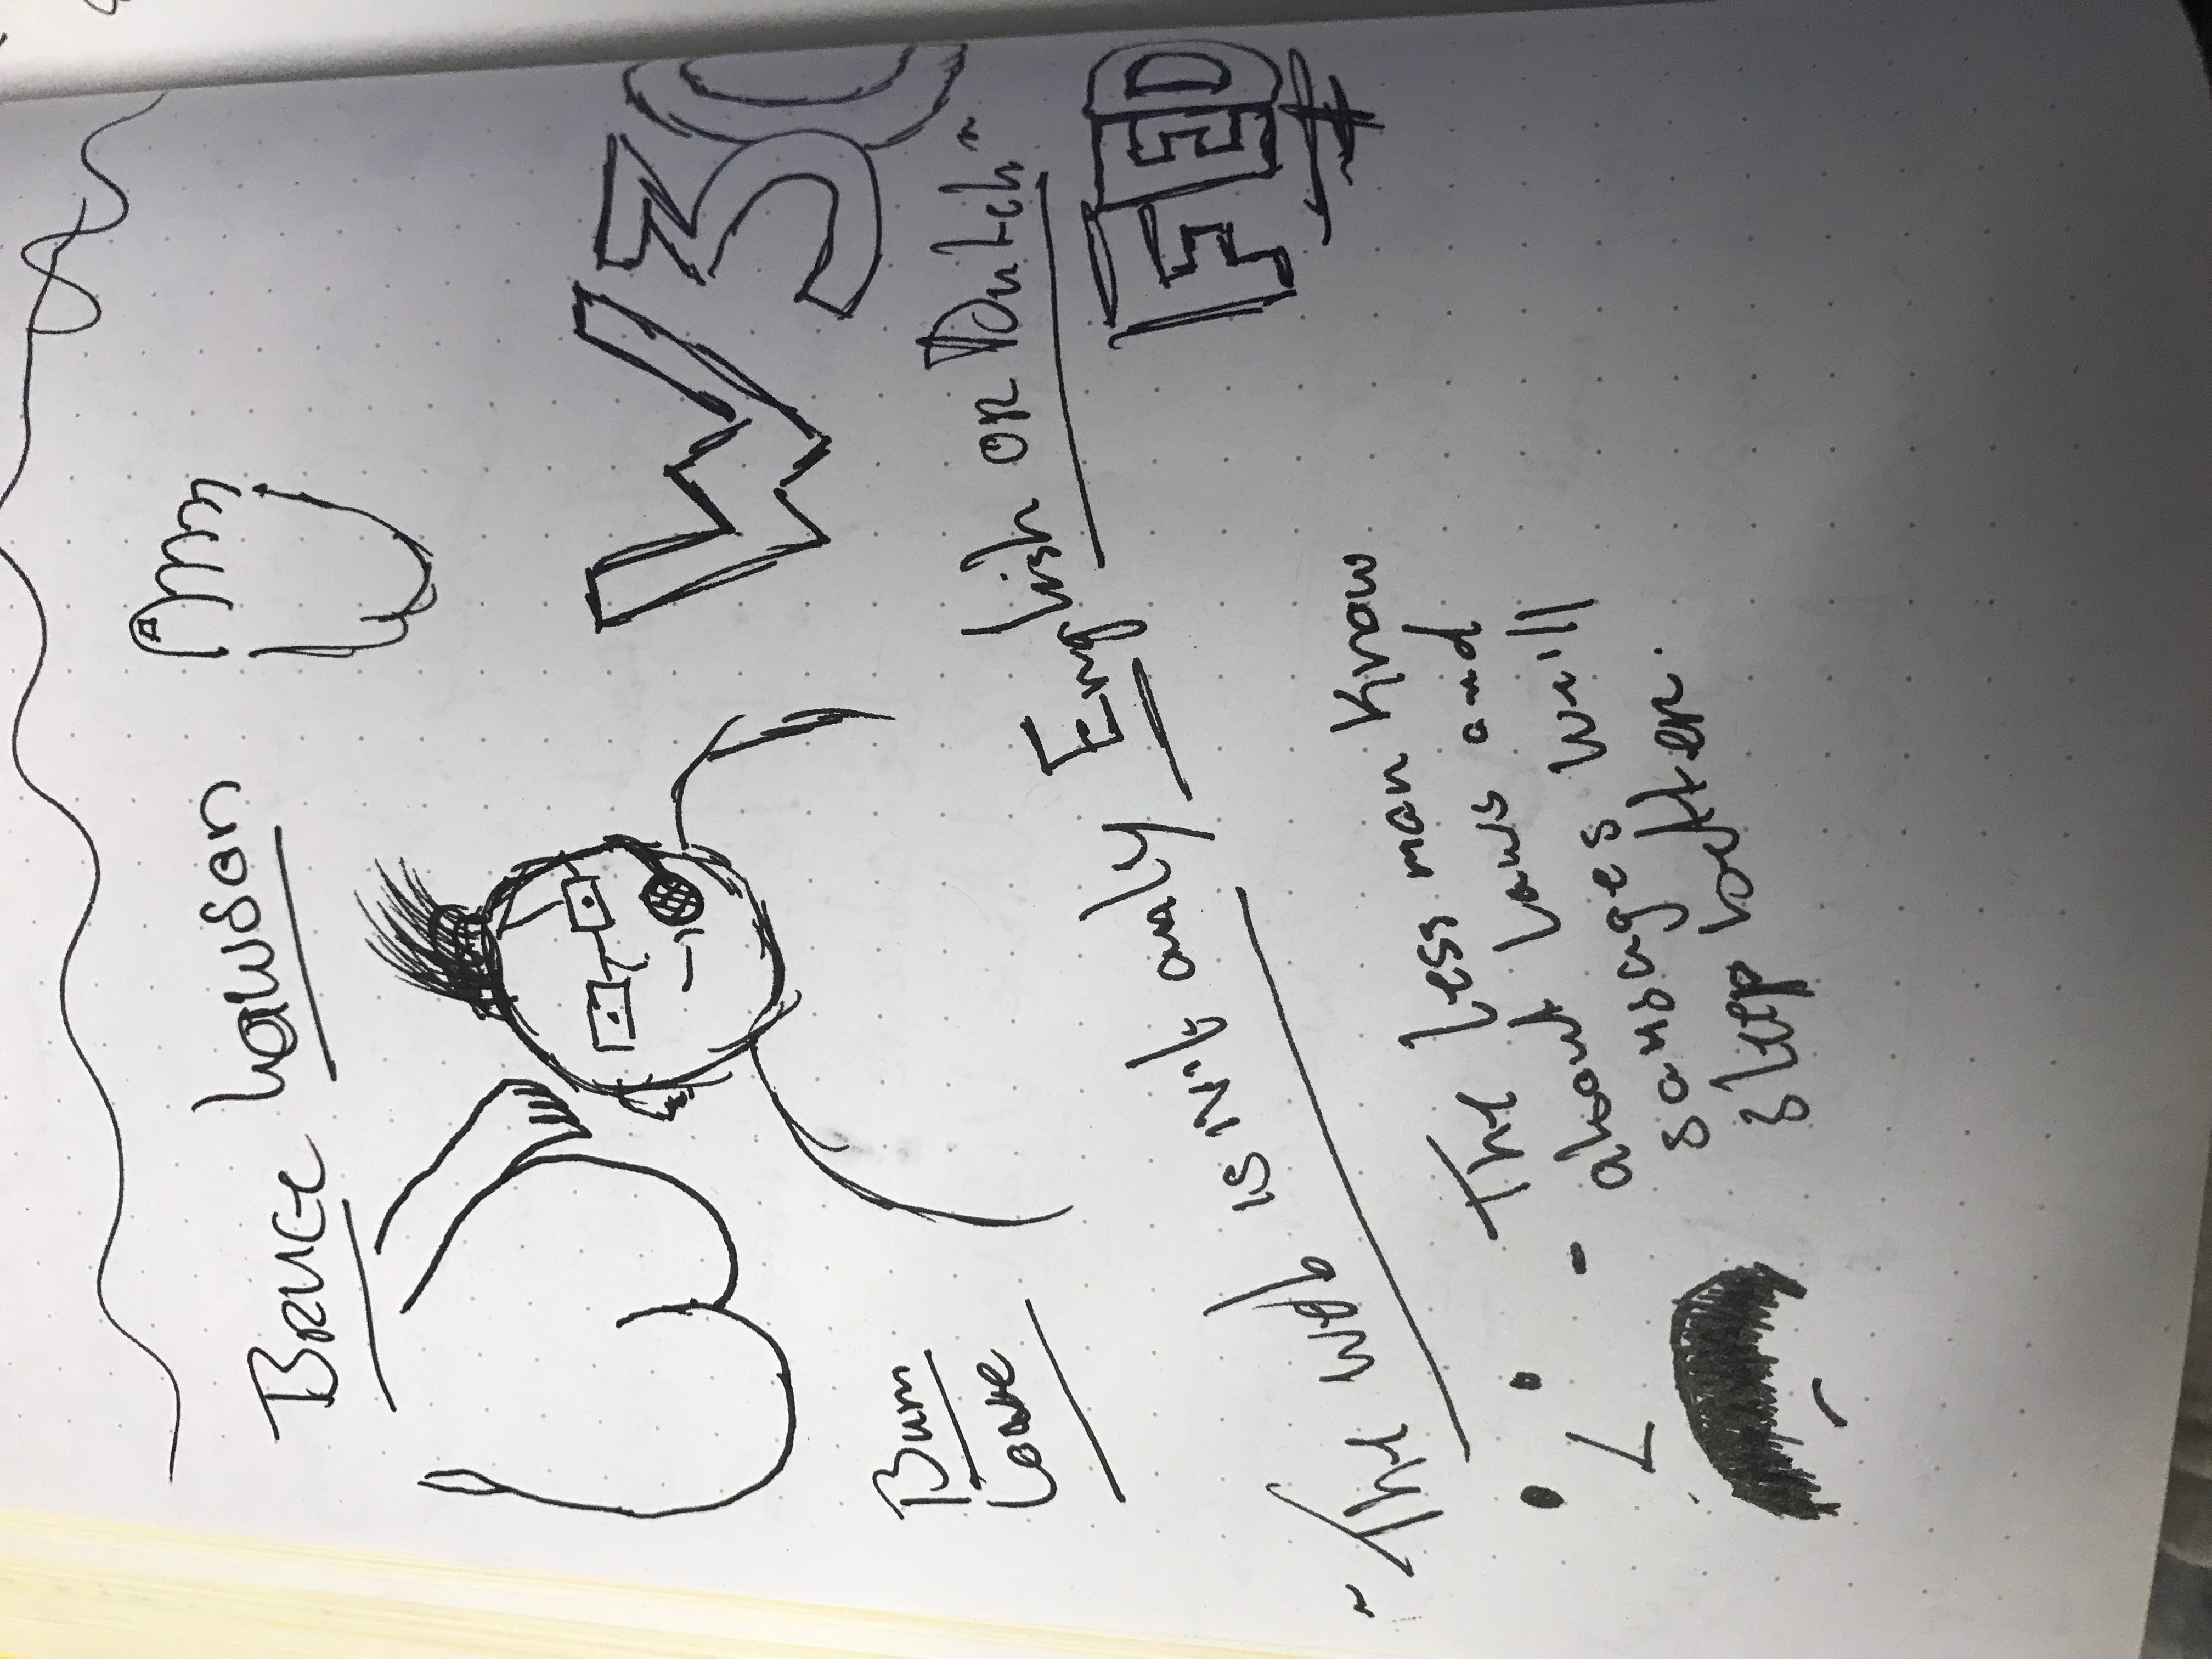 BRUCE Lawson
W3C
Bum
"The web is not only English or Dutch"
FED
- The less man know
about laws and
sausages will
sleep better.